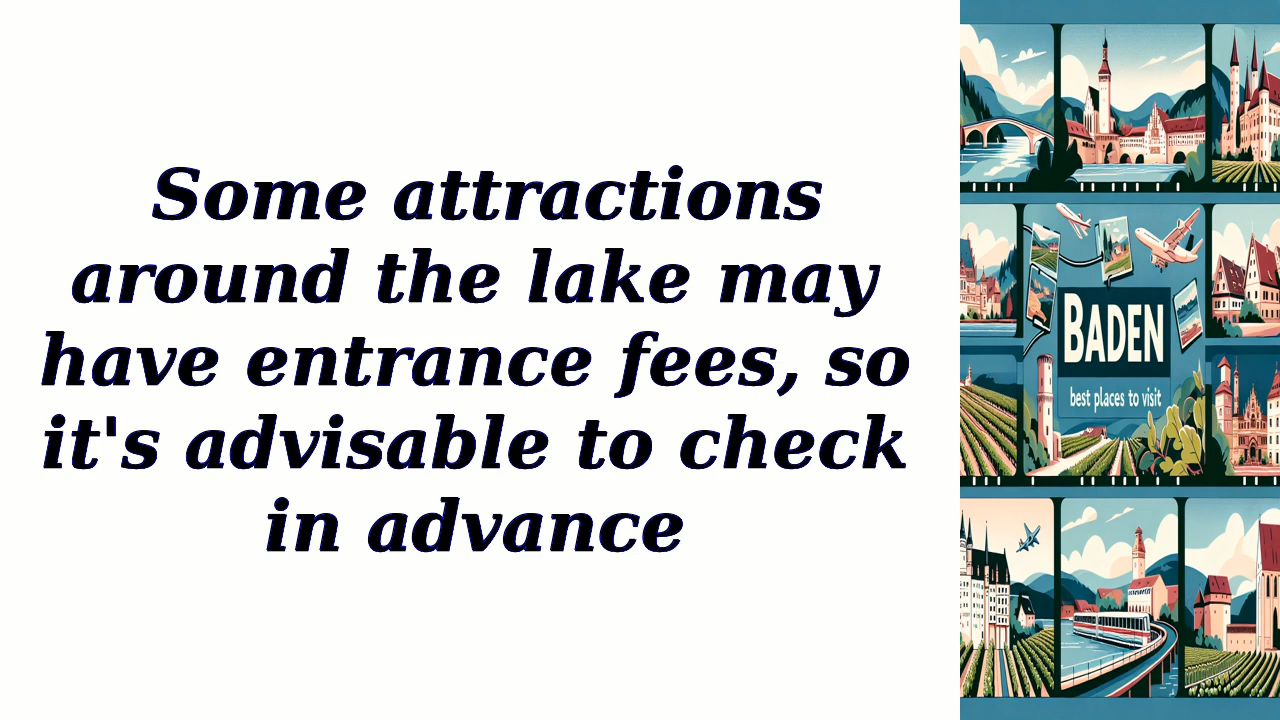 Some attractions
around the lake may
have entrance fees, so
it's advisable to check
in advance
BADEN
best places to visit